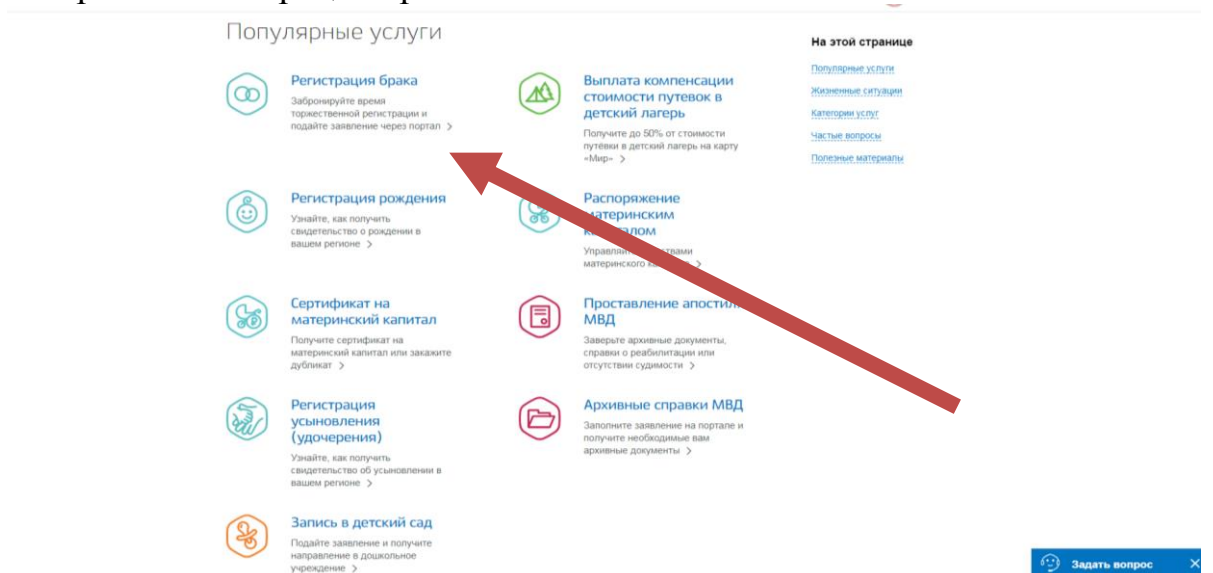 Популярные услуги
Регистрация брака
Забронируйте время
торжественной регистрации и
подайте заявление через портал >
Выплата компенсации
стоимости путевок в
детский лагерь
Получите до 50% от стоимости
путёвки в детский лагерь на карту
«Мир» >
Регистрация рождения
Узнайте, как получить
свидетельство о рождении в
вашем регионе >
Распоряжение
материнским
Управляйте
материнского
Сертификат на
материнский капитал
Получите сертификат на
материнский капитал или закажите
дубликат >
Проставление
МВД
Заверьте архивные документы,
справки о реабилитации или
отсутствии судимости >
Регистрация
усыновления
(удочерения)
Узнайте, как получить
свидетельство об усыновлении в
вашем регионе >
Архивные справки МВД
Заполните заявление на портале и
получите необходимые вам
архивные документы >
Запись в детский сад
Подайте заявление и получите
направление в дошкольное
учреждение >
На этой странице
Популярные услуги
Жизненные ситуации
Категории услуг
Частые вопросы
Полезные материалы
Задать вопрос